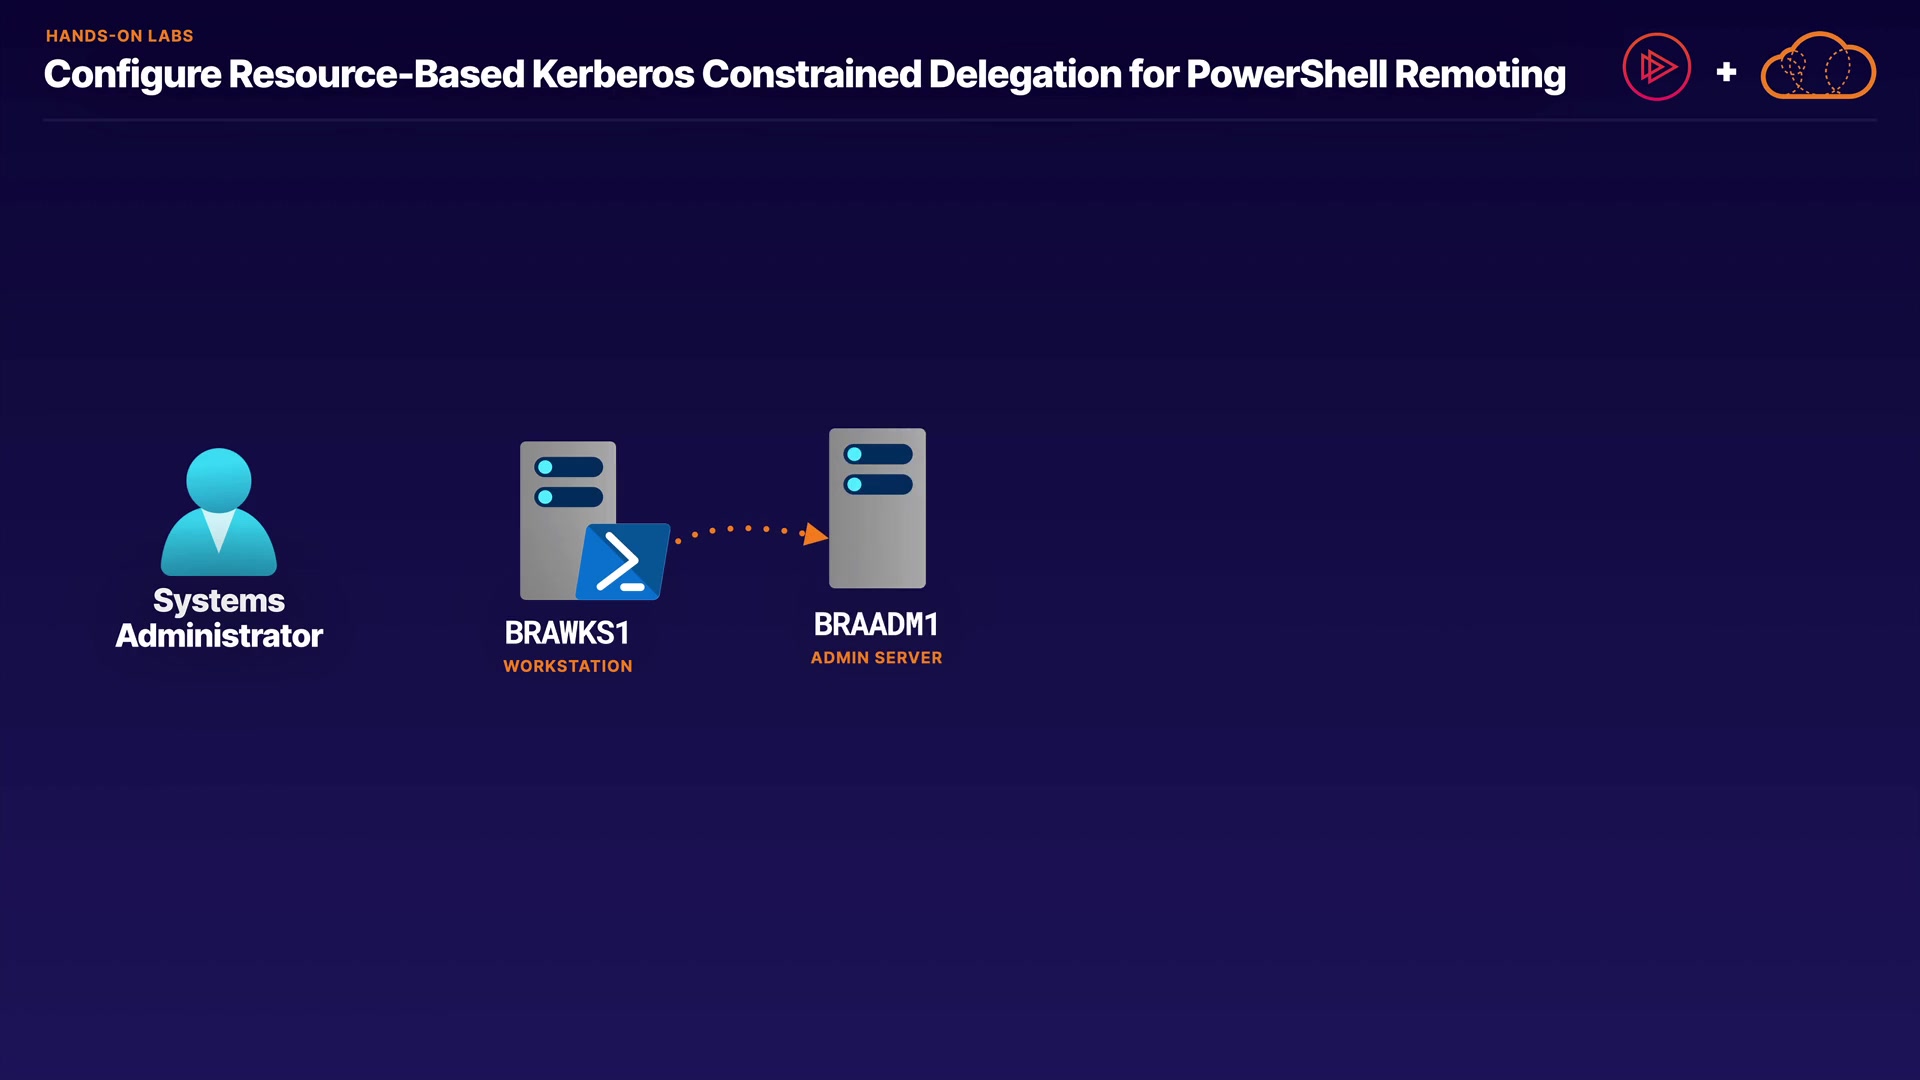 HANDS-ON LABS
Configure Resource-Based Kerberos Constrained Delegation for PowerShell Remoting
+
Systems
Administrator
BRAWKS1
WORKSTATION
BRAADM1
ADMIN SERVER